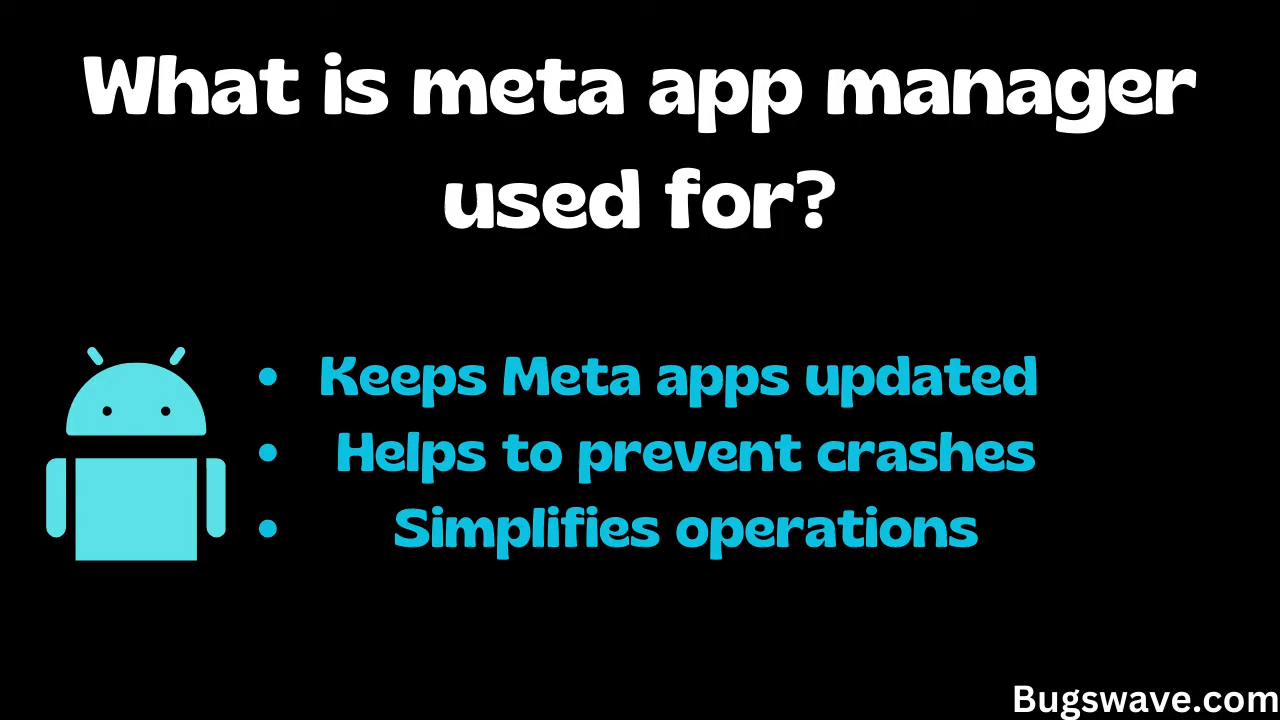 What is meta app manager
used for?
• Keeps Meta apps updated
• Helps to prevent crashes
• Simplifies operations
Bugswave.com